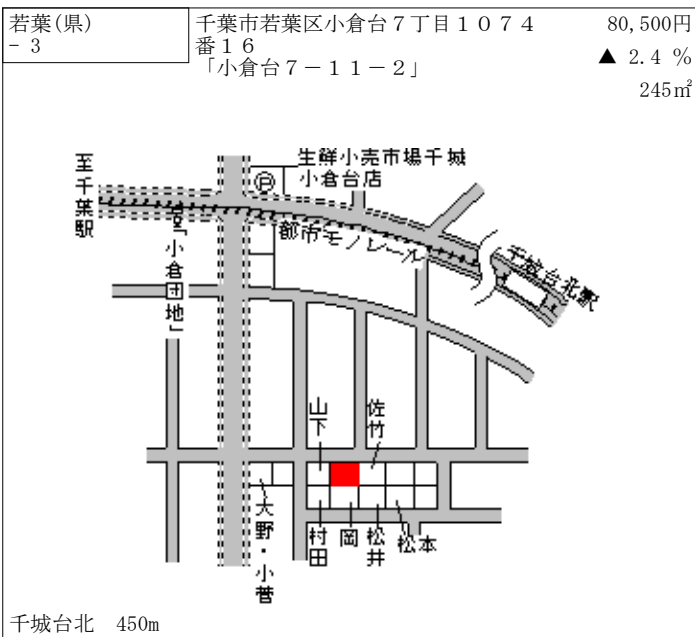 若葉(県)
- 3
千葉市若葉区小倉台７丁目１０７４
番１６
「小倉台７－１１－２」
80,500円
▲ 2.4 %
245㎡
生鮮小売市場千城
小倉台店
Ⓟ
至千葉駅
都市モノレール
千城台北駅
「小倉団地」
山下
佐竹
大野・小菅
村田
岡
松井
松本
千城台北 450m